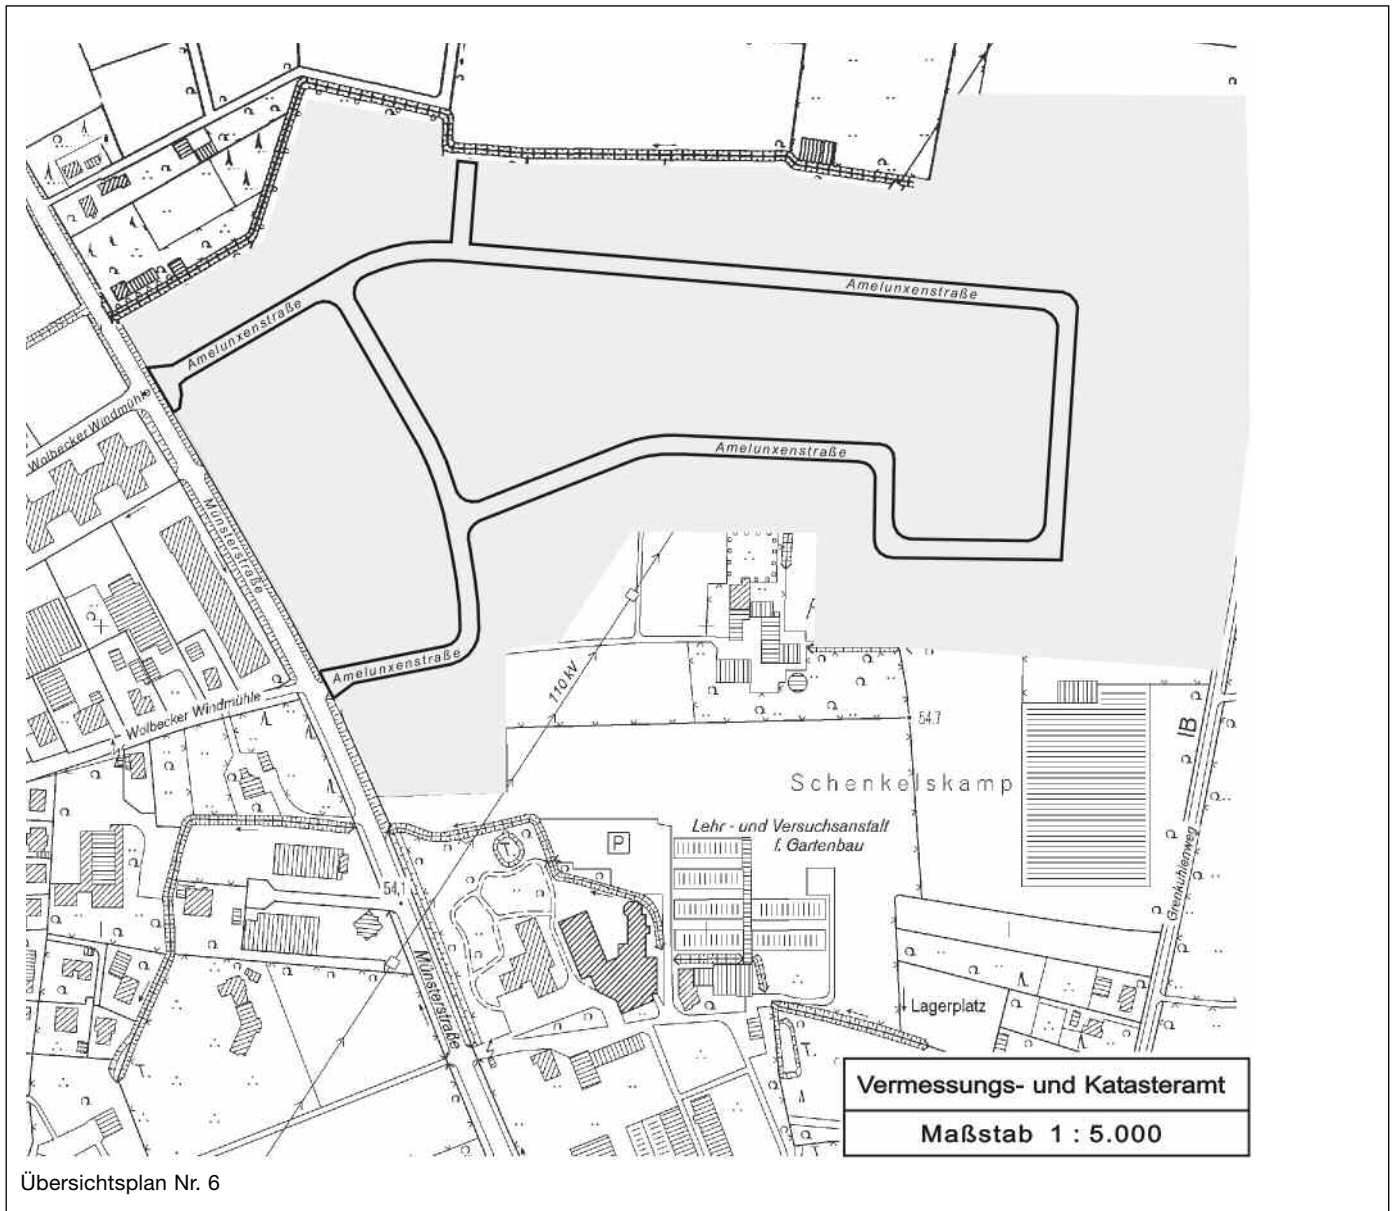 Amelunxenstraße
Amelunxenstraße
Wolbecker Windmühle
Amelunxenstraße
Münsterstraße
Amelunxenstraße
110 KV
Wolbecker Windmühle
54.7
IB
Schenkelskamp
Lehr- und Versuchsanstalt
f. Gartenbau
P
T.
Grenkuhlenweg
54.1
Münsterstraße
Lagerplatz
T.
T.
Vermessungs- und Katasteramt
Maßstab 1 : 5.000
Übersichtsplan Nr. 6